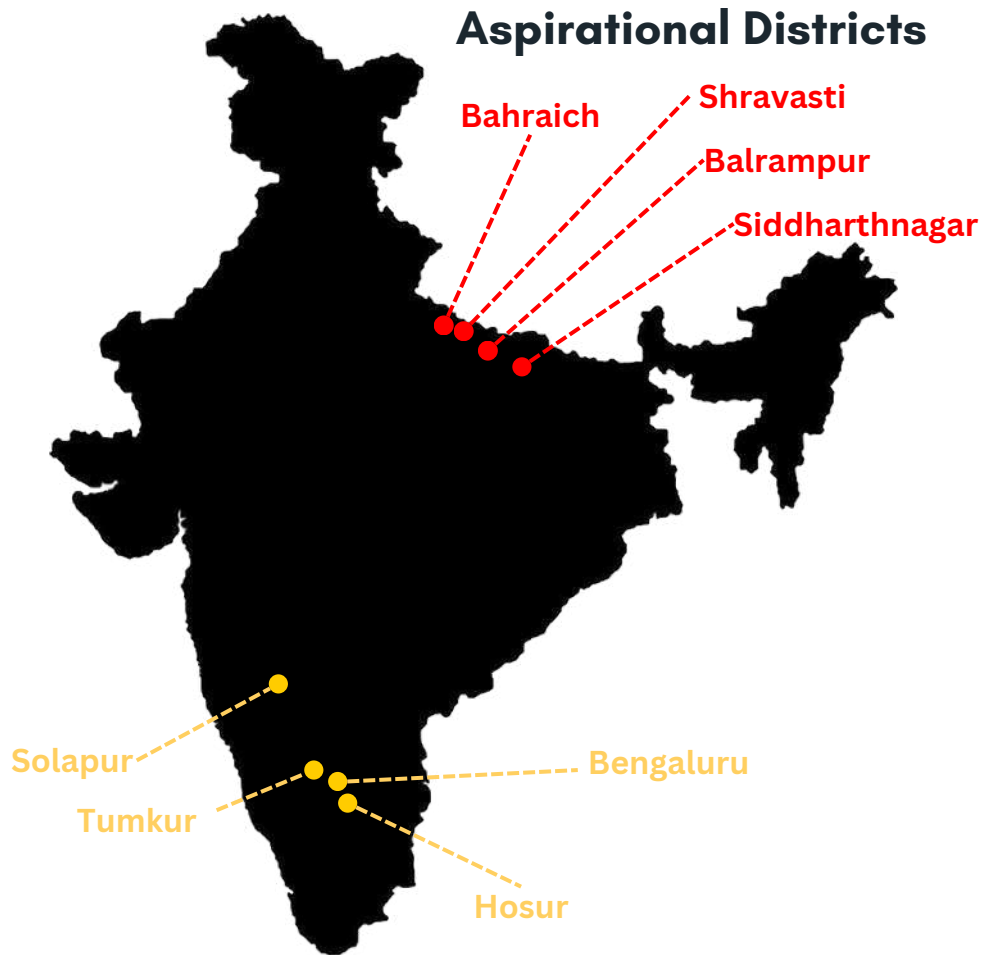 Aspirational Districts
Shravasti
Bahraich
Balrampur
Siddharthnagar
Solapur
Bengaluru
Tumkur
Hosur